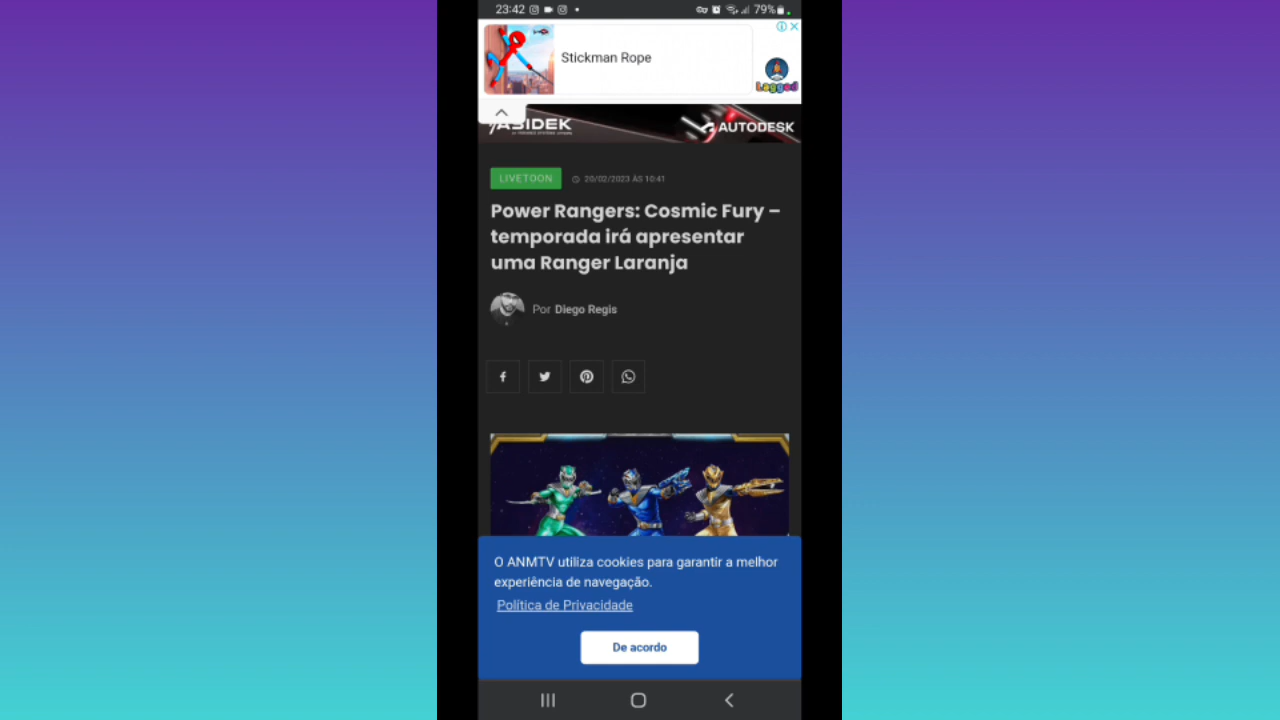 23:42
79%
Stickman Rope
Lagged
ASIDEK
AUTODESK
LIVETOON
20/02/2023 ÀS 10:41
Power Rangers: Cosmic Fury –
temporada irá apresentar
uma Ranger Laranja
Por Diego Regis
O ANMTV utiliza cookies para garantir a melhor
experiência de navegação.
Política de Privacidade
De acordo